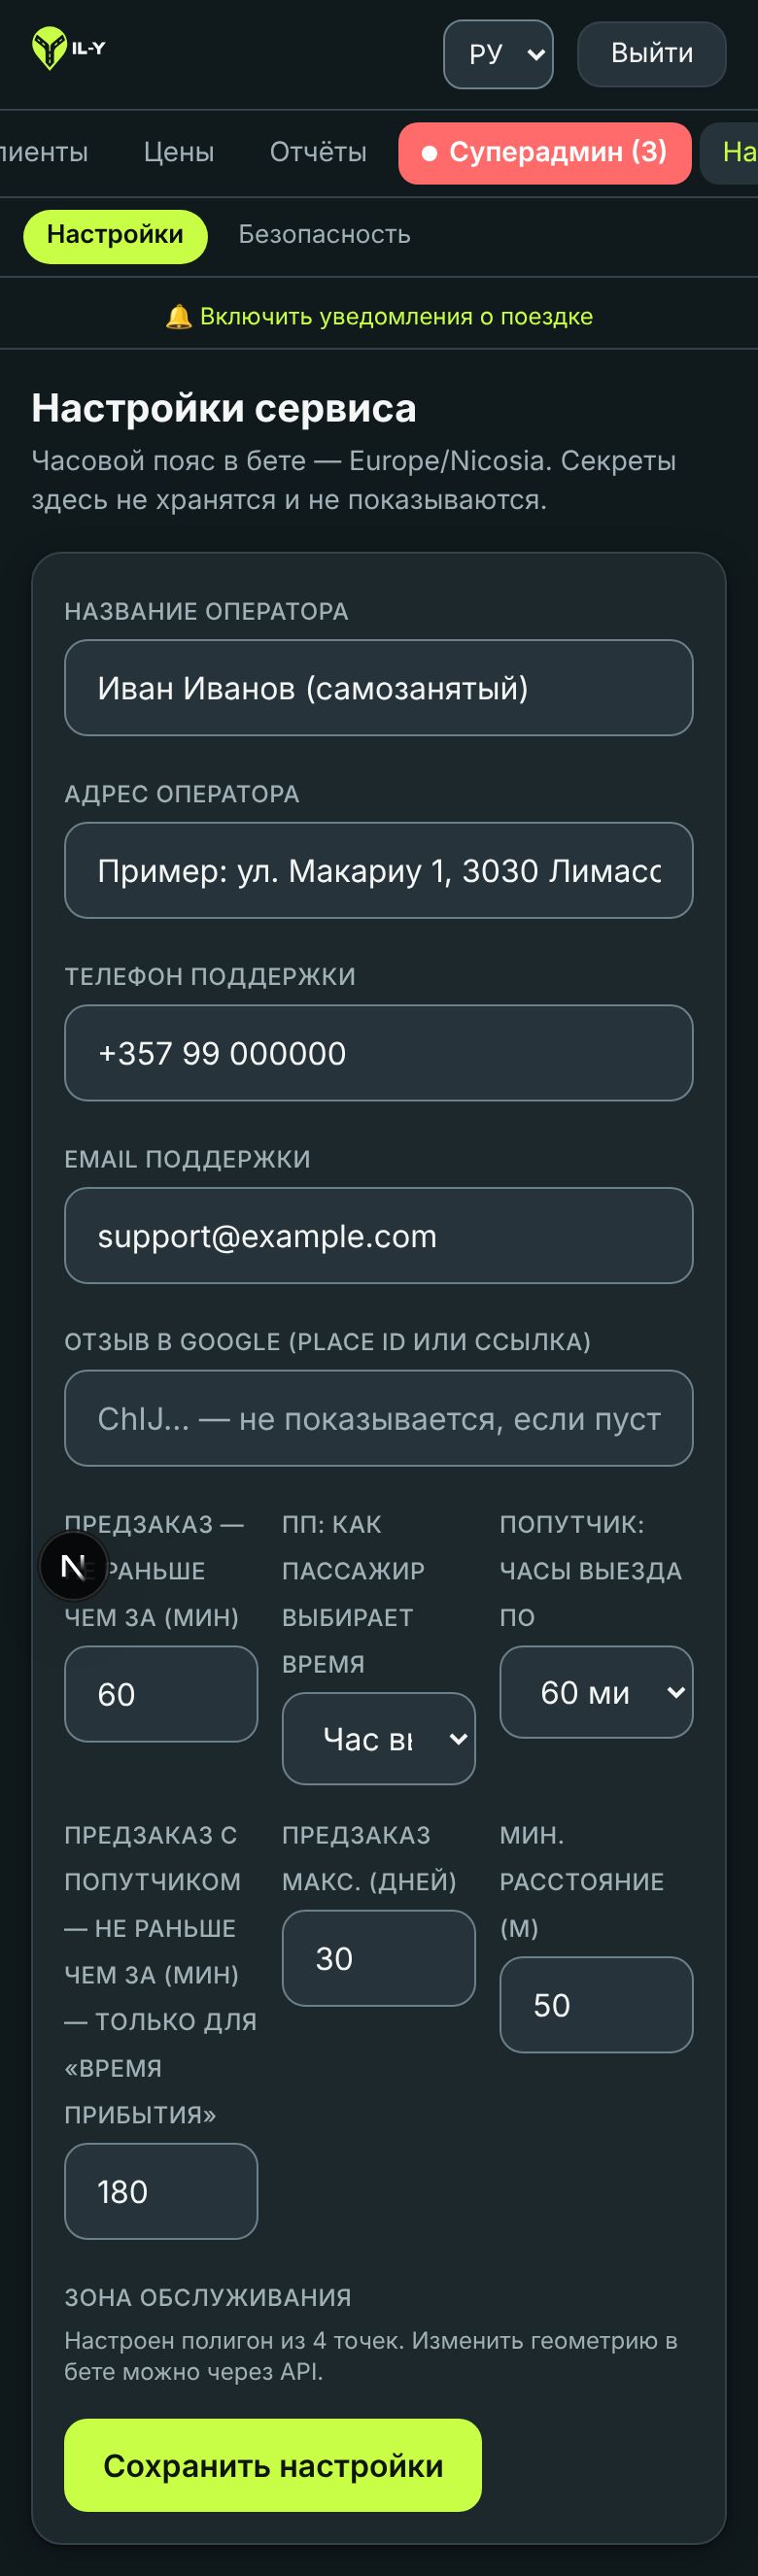 IL-Y
РУ
Выйти
лиенты
Цены
Отчёты
Суперадмин (3)
На
Настройки
Безопасность
🔔 Включить уведомления о поездке
Настройки сервиса
Часовой пояс в бете — Europe/Nicosia. Секреты
здесь не хранятся и не показываются.
НАЗВАНИЕ ОПЕРАТОРА
Иван Иванов (самозанятый)
АДРЕС ОПЕРАТОРА
Пример: ул. Макариу 1, 3030 Лимасс
ТЕЛЕФОН ПОДДЕРЖКИ
+357 99 000000
EMAIL ПОДДЕРЖКИ
support@example.com
ОТЗЫВ В GOOGLE (PLACE ID ИЛИ ССЫЛКА)
ChIJ... — не показывается, если пуст
ПРЕДЗАКАЗ —
НЕ РАНЬШЕ
ЧЕМ ЗА (МИН)
60
ПП: КАК
ПАССАЖИР
ВЫБИРАЕТ
ВРЕМЯ
Час вы
ПОПУТЧИК:
ЧАСЫ ВЫЕЗДА
ПО
60 ми
N
ПРЕДЗАКАЗ С
ПОПУТЧИКОМ
— НЕ РАНЬШЕ
ЧЕМ ЗА (МИН)
— ТОЛЬКО ДЛЯ
«ВРЕМЯ
ПРИБЫТИЯ»
180
ПРЕДЗАКАЗ
МАКС. (ДНЕЙ)
30
МИН.
РАССТОЯНИЕ
(М)
50
ЗОНА ОБСЛУЖИВАНИЯ
Настроен полигон из 4 точек. Изменить геометрию в
бете можно через API.
Сохранить настройки